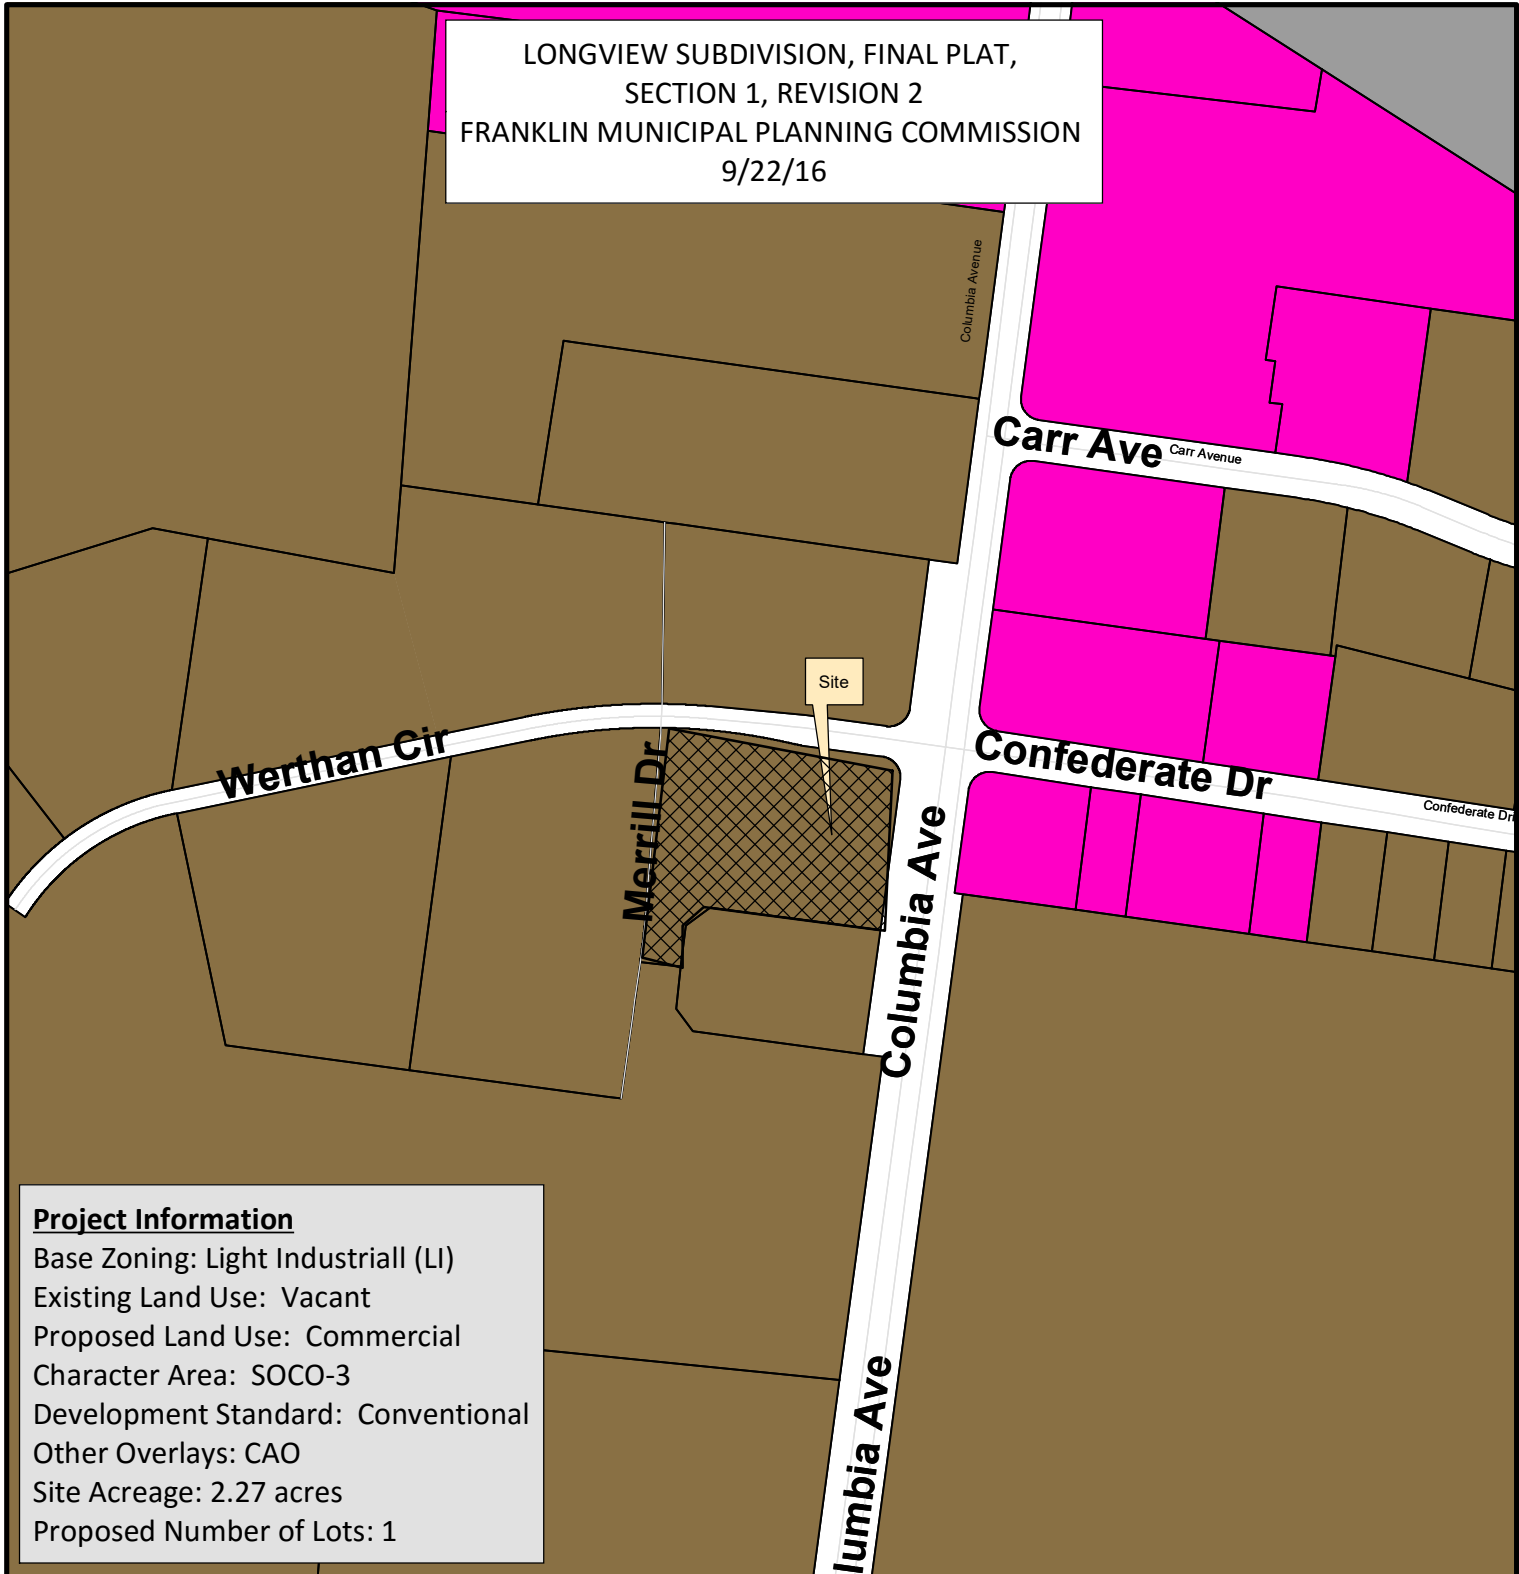 LONGVIEW SUBDIVISION, FINAL PLAT,
SECTION 1, REVISION 2
FRANKLIN MUNICIPAL PLANNING COMMISSION
9/22/16
Columbia Avenue
Carr Ave
Carr Avenue
Site
Werthan Cir
Merrill Dr
Confederate Dr
Confederate Dri
Columbia Ave
lumbia Ave
Project Information
Base Zoning: Light Industriall (LI)
Existing Land Use: Vacant
Proposed Land Use: Commercial
Character Area: SOCO-3
Development Standard: Conventional
Other Overlays: CAO
Site Acreage: 2.27 acres
Proposed Number of Lots: 1